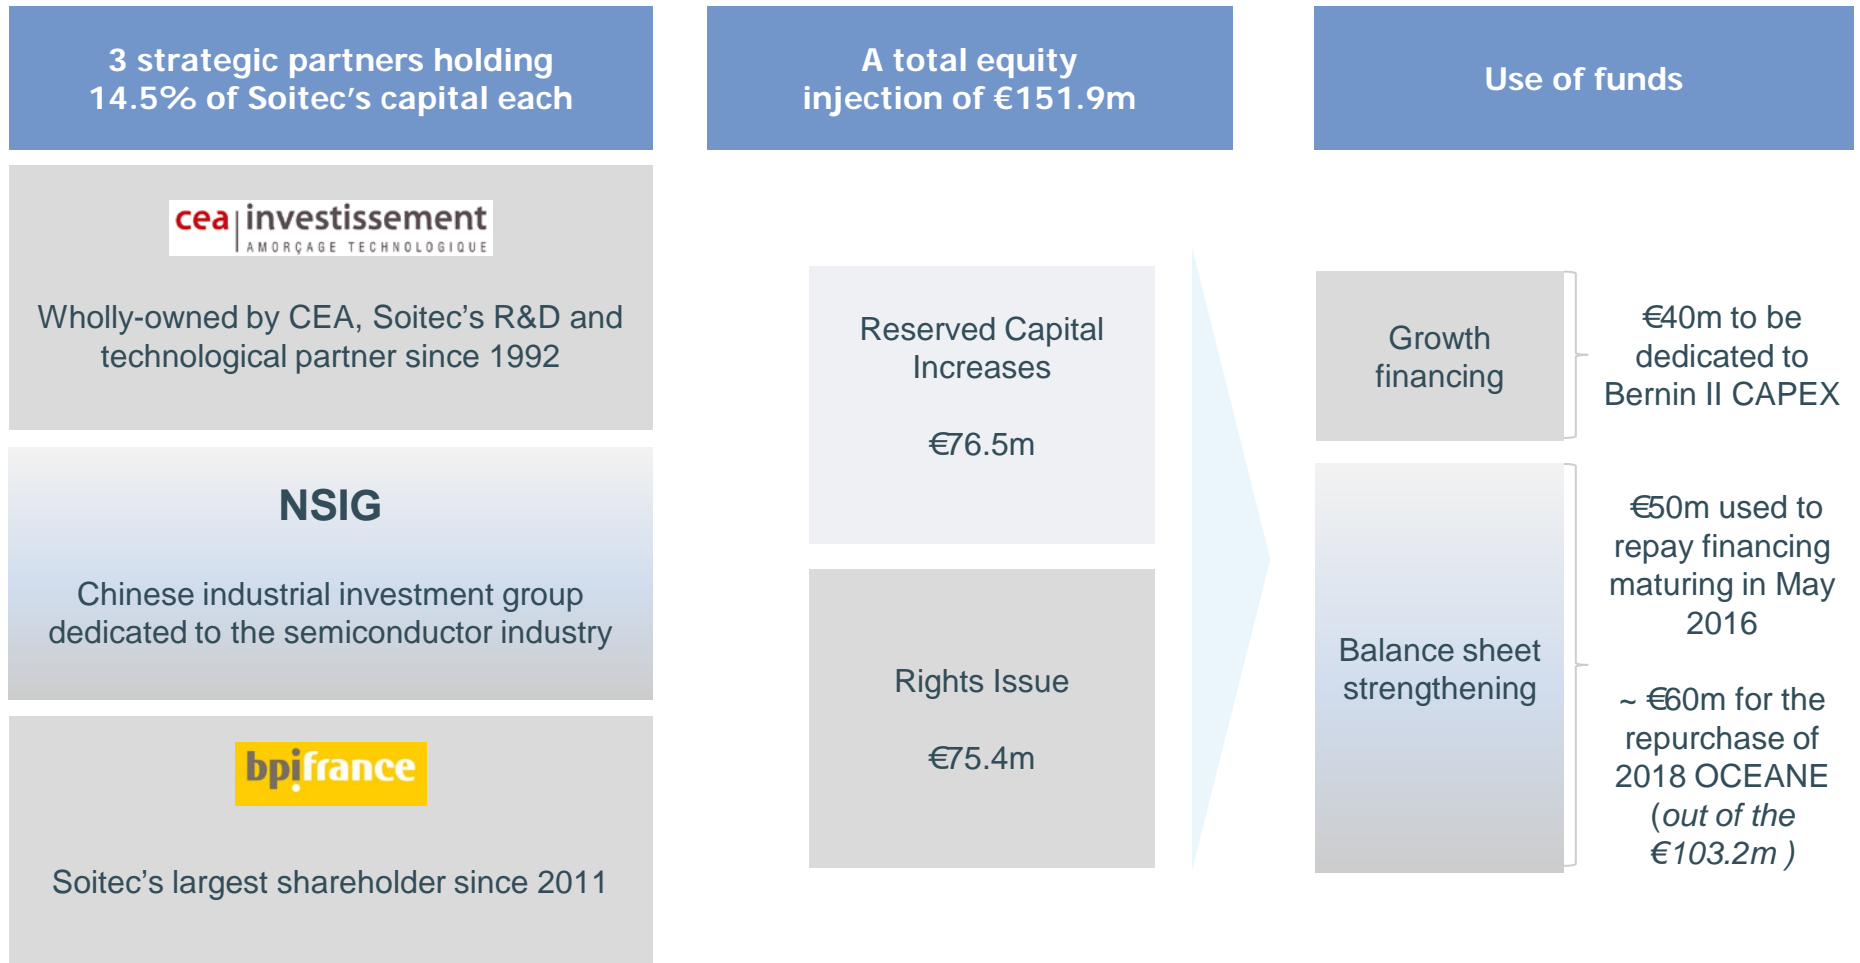 3 strategic partners holding
14.5% of Soitec's capital each
cea investissement
AMORÇAGE TECHNOLOGIQUE
Wholly-owned by CEA, Soitec's R&D and
technological partner since 1992
NSIG
Chinese industrial investment group
dedicated to the semiconductor industry
bpifrance
Soitec's largest shareholder since 2011
A total equity
injection of €151.9m
Reserved Capital
Increases
€76.5m
Rights Issue
€75.4m
Use of funds
Growth
financing
€40m to be
dedicated to
Bernin II CAPEX
Balance sheet
strengthening
€50m used to
repay financing
maturing in May
2016
~ €60m for the
repurchase of
2018 OCEANE
(out of the
€103.2m )